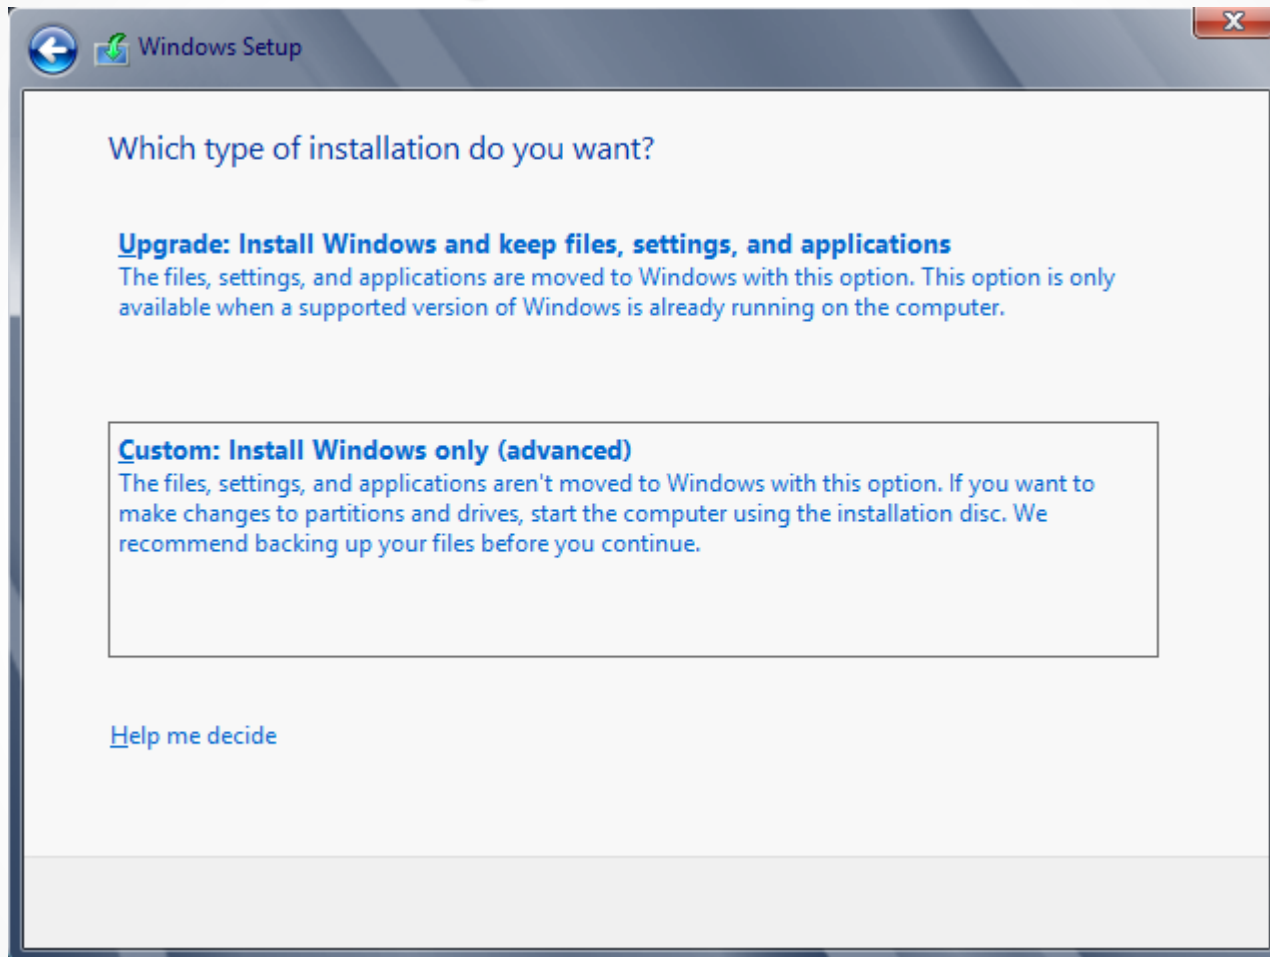 Windows Setup
Which type of installation do you want?
Upgrade: Install Windows and keep files, settings, and applications
The files, settings, and applications are moved to Windows with this option. This option is only
available when a supported version of Windows is already running on the computer.
Custom: Install Windows only (advanced)
The files, settings, and applications aren't moved to Windows with this option. If you want to
make changes to partitions and drives, start the computer using the installation disc. We
recommend backing up your files before you continue.
Help me decide